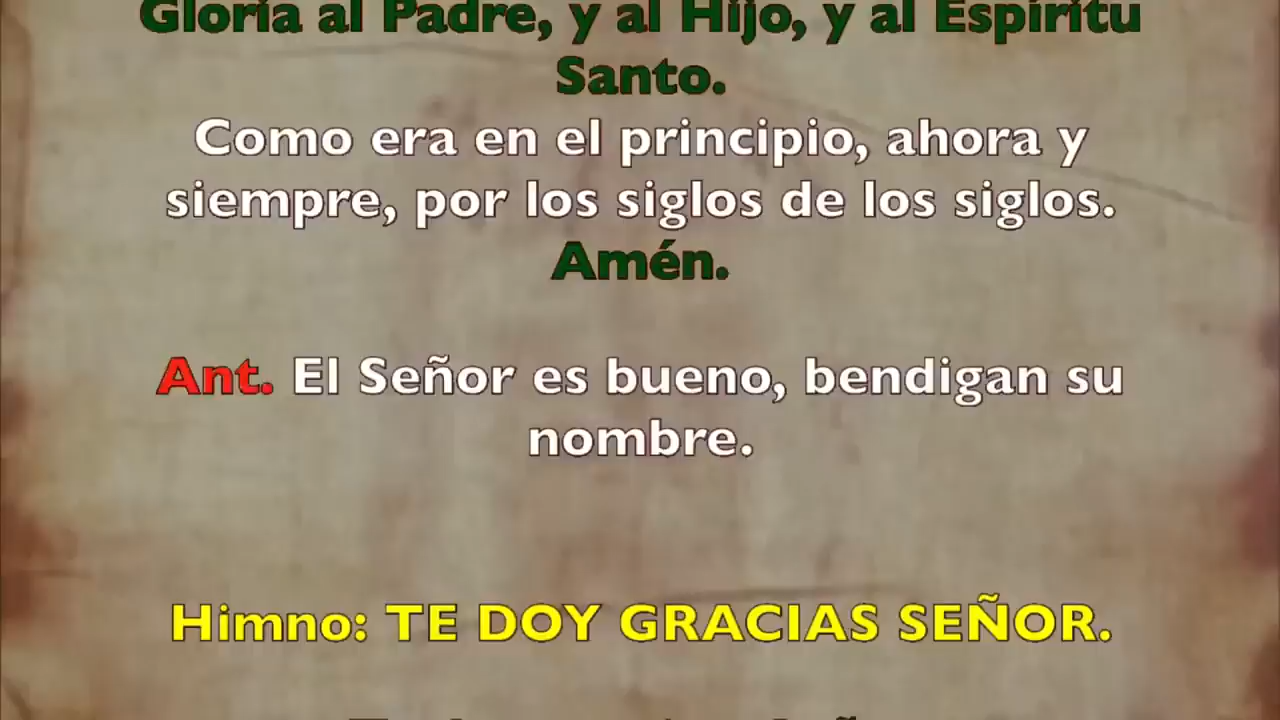 Gloria al Padre, y al Hijo, y al Espíritu
Santo.
Como era en el principio, ahora y
siempre, por los siglos de los siglos.
Amén.
Ant. El Señor es bueno, bendigan su
nombre.
Himno: TE DOY GRACIAS SEÑOR.